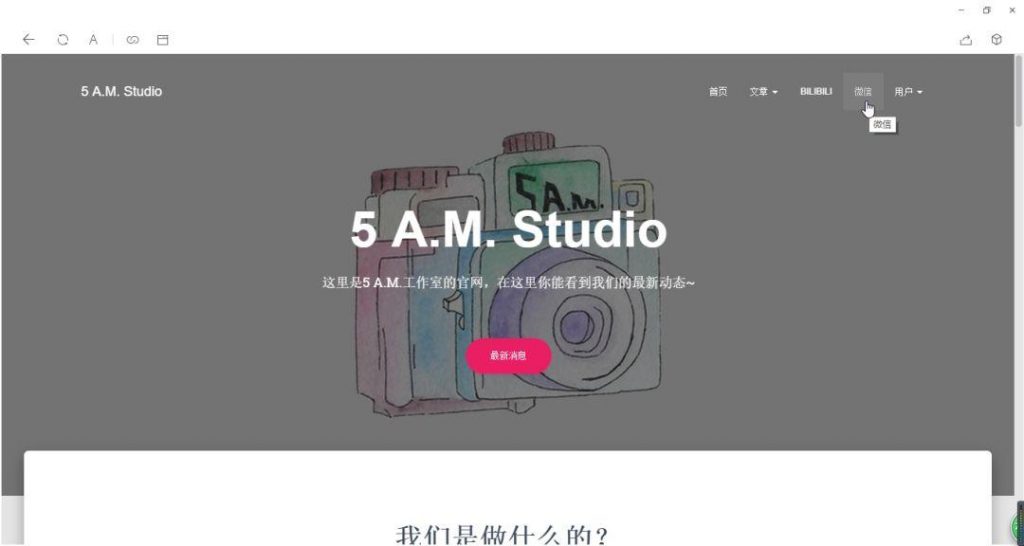 5 A.M. Studio
首页 文章 BILIBILI 微信 用户
微信
5 A.M.
5 A.M. Studio
这里是5 A.M.工作室的官网，在这里你能看到我们的最新动态~
最新消息
我们是做什么的？